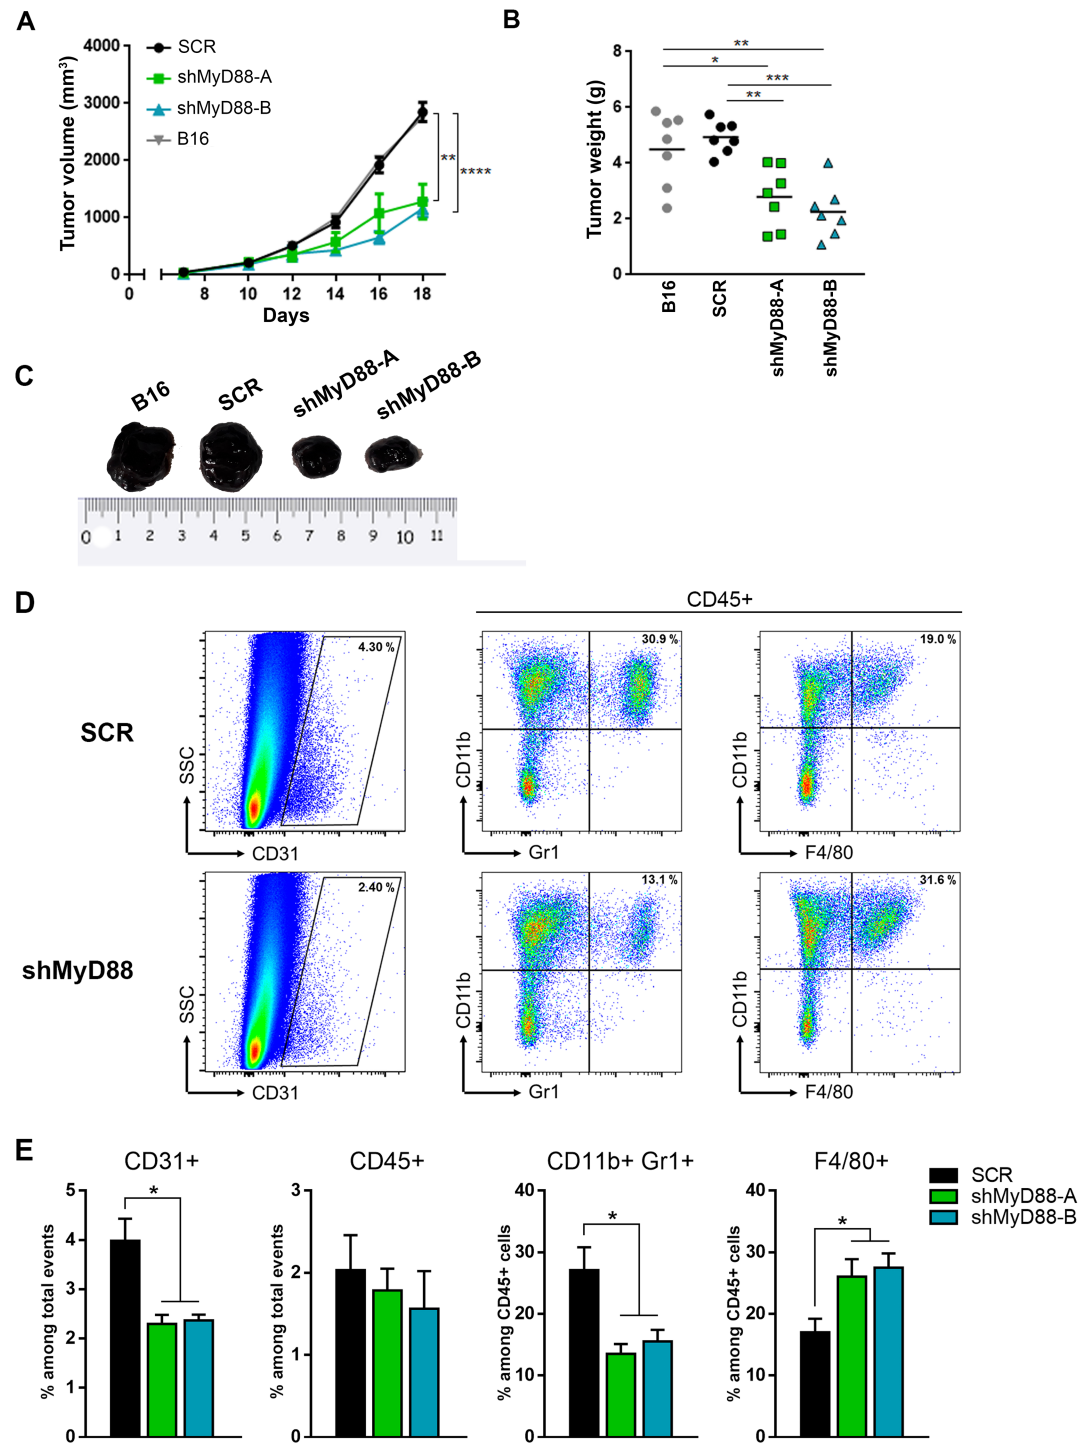 A
SCR
shMyD88-A
shMyD88-B
B16
Tumor volume (mm³)
4000
3000
2000
1000
0
0 8 10 12 14 16 18
Days
**
****
B
Tumor weight (g)
8
6
4
2
0
**
*
***
**
B16
SCR
shMyD88-A
shMyD88-B
C
B16
SCR
shMyD88-A
shMyD88-B
0 1 2 3 4 5 6 7 8 9 10 11
D
CD45+
SCR
4.30 %
SSC
CD31
30.9 %
CD11b
Gr1
19.0 %
CD11b
F4/80
shMyD88
2.40 %
SSC
CD31
13.1 %
CD11b
Gr1
31.6 %
CD11b
F4/80
E
CD31+
% among total events
5
4
3
2
1
0
*
CD45+
% among total events
3
2
1
0
CD11b+ Gr1+
% among CD45+ cells
40
30
20
10
0
*
F4/80+
% among CD45+ cells
40
30
20
10
0
*
SCR
shMyD88-A
shMyD88-B